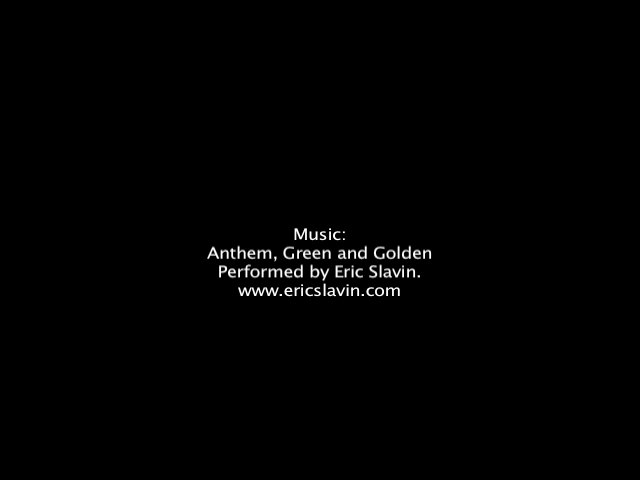 Music:
Anthem, Green and Golden
Performed by Eric Slavin.
www.ericslavin.com